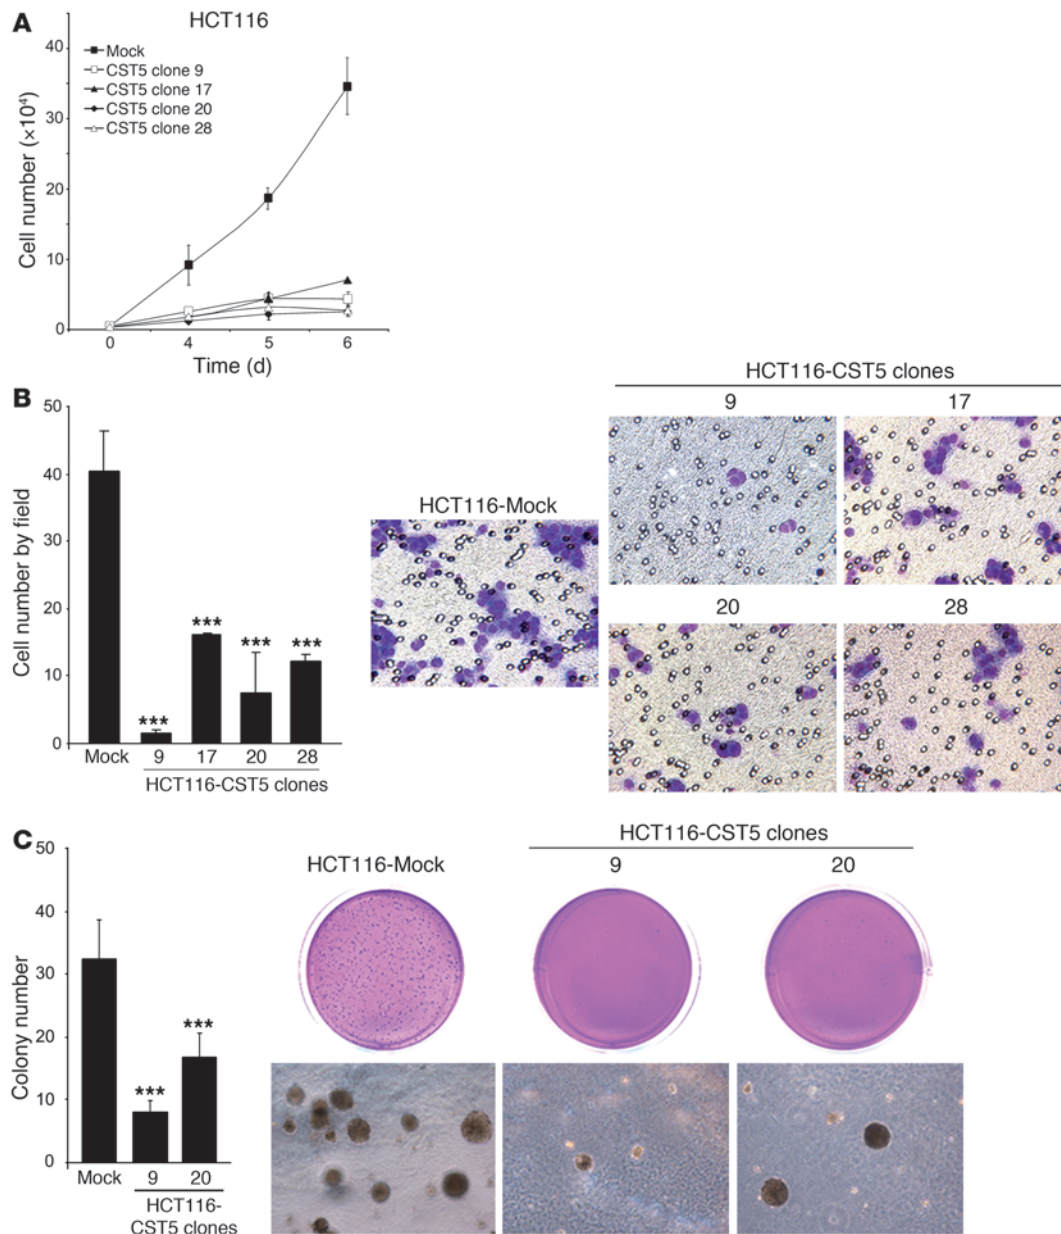 A
HCT116
Mock
CST5 clone 9
CST5 clone 17
CST5 clone 20
CST5 clone 28
Cell number (×10⁴)
40
30
20
10
0
0 4 5 6
Time (d)
B
Cell number by field
50
40
30
20
10
0
***
***
***
***
Mock 9 17 20 28
HCT116-CST5 clones
HCT116-Mock
HCT116-CST5 clones
9 17
20 28
C
Colony number
50
40
30
20
10
0
***
***
Mock 9 20
HCT116-
CST5 clones
HCT116-Mock
HCT116-CST5 clones
9 20